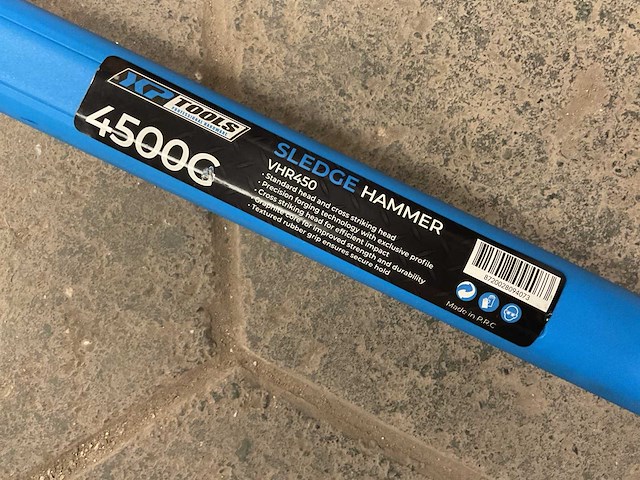 XP TOOLS
4500G
SLEDGE HAMMER
VHR450
• Standard head and cross striking head
• Precision forging technology with exclusive profile
• Cross striking head for efficient impact
• Graphite core for improved strength and durability
• Textured rubber grip ensures secure hold
8720028094073
Made in P.R.C